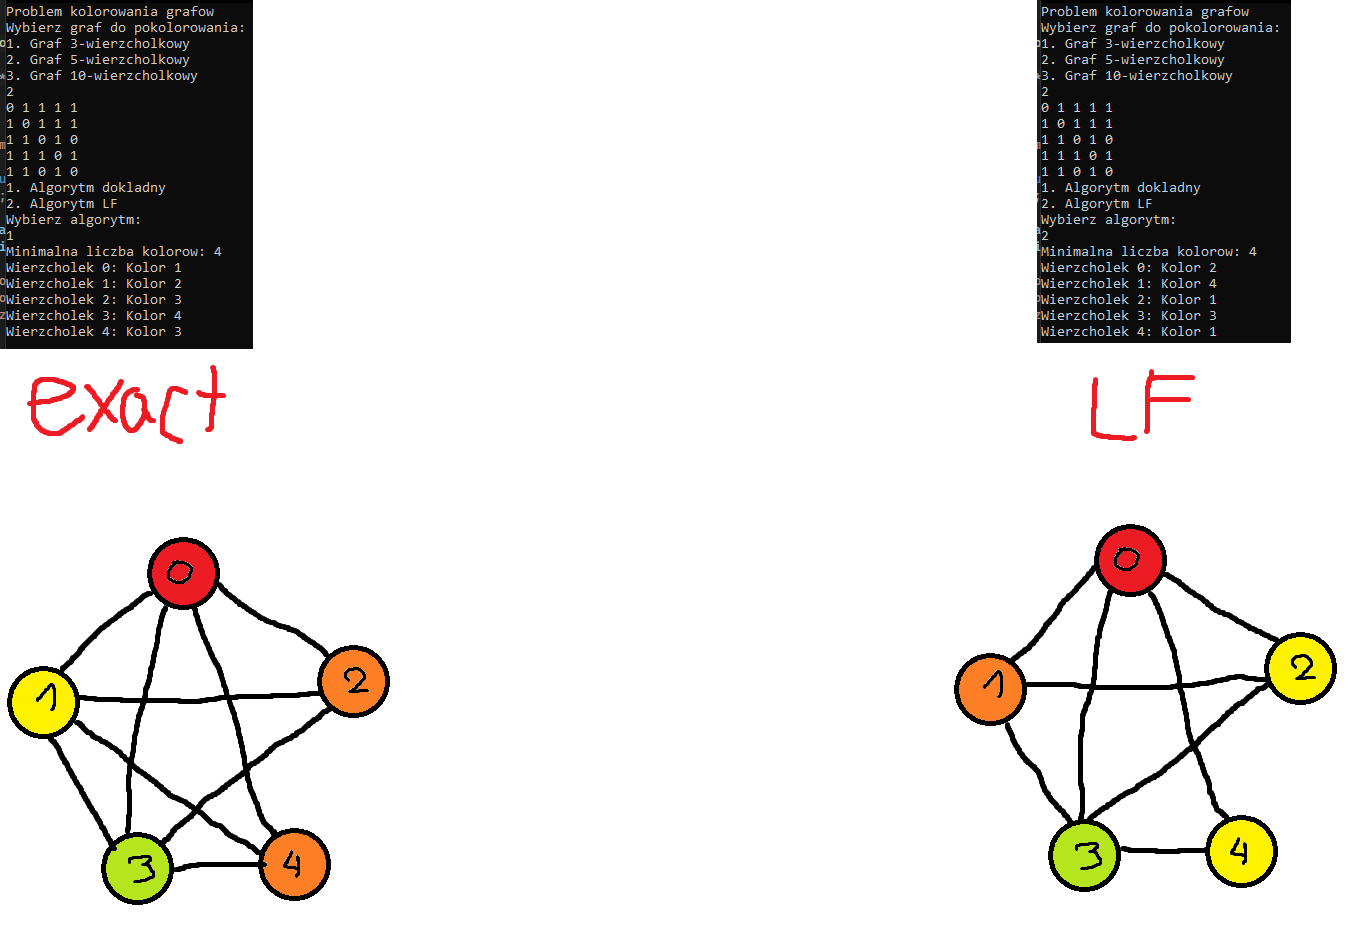 Problem kolorowania grafow
Wybierz graf do pokolorowania:
1. Graf 3-wierzcholkowy
2. Graf 5-wierzcholkowy
3. Graf 10-wierzcholkowy
2
0 1 1 1 1
1 0 1 1 1
1 1 0 1 0
1 1 1 0 1
1 1 0 1 0
1. Algorytm dokladny
2. Algorytm LF
Wybierz algorytm:
1
Minimalna liczba kolorow: 4
Wierzcholek 0: Kolor 1
Wierzcholek 1: Kolor 2
Wierzcholek 2: Kolor 3
Wierzcholek 3: Kolor 4
Wierzcholek 4: Kolor 3
exact
0
1
2
3
4
Problem kolorowania grafow
Wybierz graf do pokolorowania:
1. Graf 3-wierzcholkowy
2. Graf 5-wierzcholkowy
3. Graf 10-wierzcholkowy
2
0 1 1 1 1
1 0 1 1 1
1 1 0 1 0
1 1 1 0 1
1 1 0 1 0
1. Algorytm dokladny
2. Algorytm LF
Wybierz algorytm:
2
Minimalna liczba kolorow: 4
Wierzcholek 0: Kolor 2
Wierzcholek 1: Kolor 4
Wierzcholek 2: Kolor 1
Wierzcholek 3: Kolor 3
Wierzcholek 4: Kolor 1
LF
0
1
2
3
4